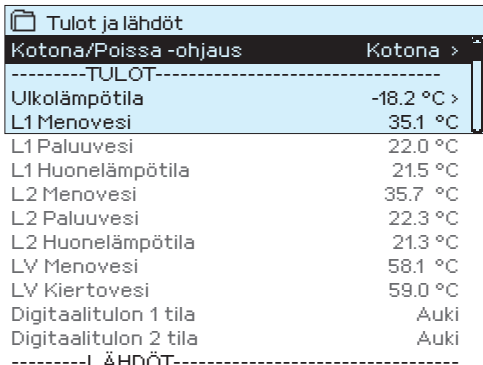 Tulot ja lähdöt
Kotona/Poissa -ohjaus Kotona >
---------TULOT----------------------------------
Ulkolämpötila -18.2 °C >
L1 Menovesi 35.1 °C
L1 Paluuvesi 22.0 °C
L1 Huonelämpötila 21.5 °C
L2 Menovesi 35.7 °C
L2 Paluuvesi 22.3 °C
L2 Huonelämpötila 21.3 °C
LV Menovesi 58.1 °C
LV Kiertovesi 59.0 °C
Digitaalitulon 1 tila Auki
Digitaalitulon 2 tila Auki
---------LÄHDÖT----------------------------------